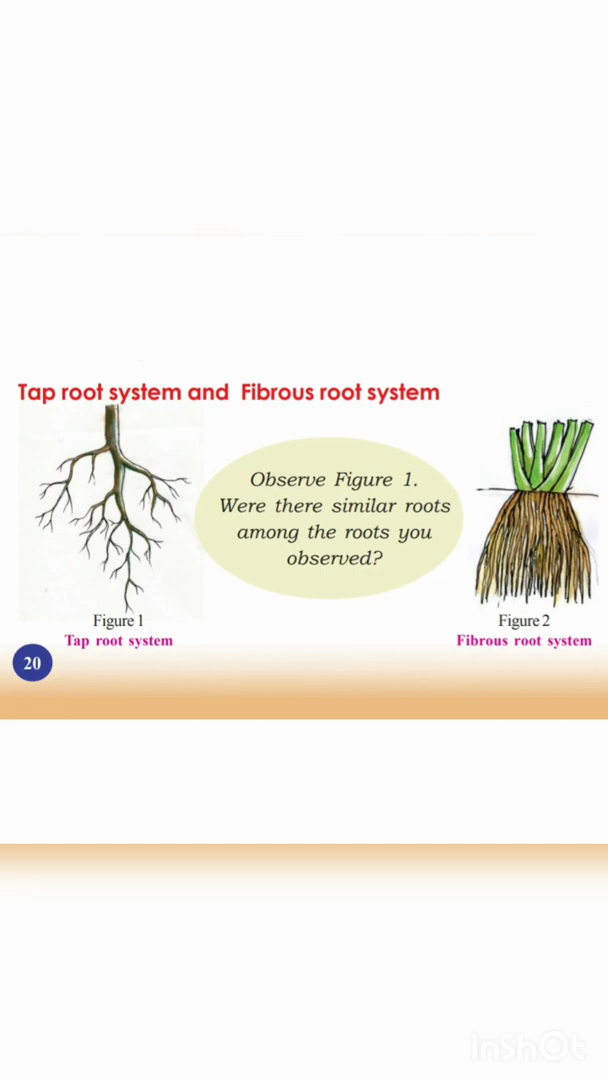 Tap root system and Fibrous root system
Observe Figure 1.
Were there similar roots
among the roots you
observed?
Figure 1
Tap root system
Figure 2
Fibrous root system
20
InShOt